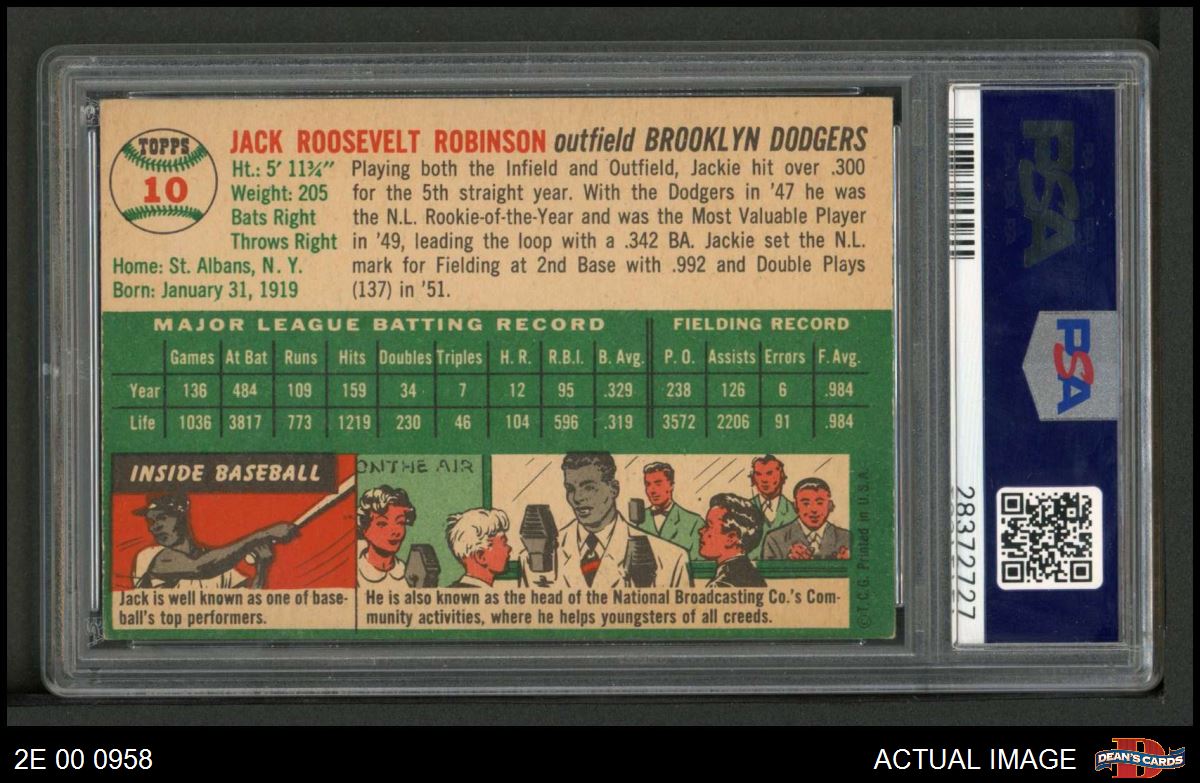 TOPPS
10
JACK ROOSEVELT ROBINSON outfield BROOKLYN DODGERS
Ht.: 5' 11¾"
Weight: 205
Bats Right
Throws Right
Home: St. Albans, N. Y.
Born: January 31, 1919
Playing both the Infield and Outfield, Jackie hit over .300
for the 5th straight year. With the Dodgers in '47 he was
the N.L. Rookie-of-the-Year and was the Most Valuable Player
in '49, leading the loop with a .342 BA. Jackie set the N.L.
mark for Fielding at 2nd Base with .992 and Double Plays
(137) in '51.
MAJOR LEAGUE BATTING RECORD FIELDING RECORD
Games At Bat Runs Hits Doubles Triples H. R. R.B.I. B. Avg. P. O. Assists Errors F. Avg.
Year 136 484 109 159 34 7 12 95 .329 238 126 6 .984
Life 1036 3817 773 1219 230 46 104 596 .319 3572 2206 91 .984
INSIDE BASEBALL
ON THE AIR
Jack is well known as one of base-
ball's top performers.
He is also known as the head of the National Broadcasting Co.'s Com-
munity activities, where he helps youngsters of all creeds.
© T. C. G. Printed in U.S.A.
PSA
PSA
28372727
2E 00 0958
ACTUAL IMAGE
D
DEAN'S CARDS